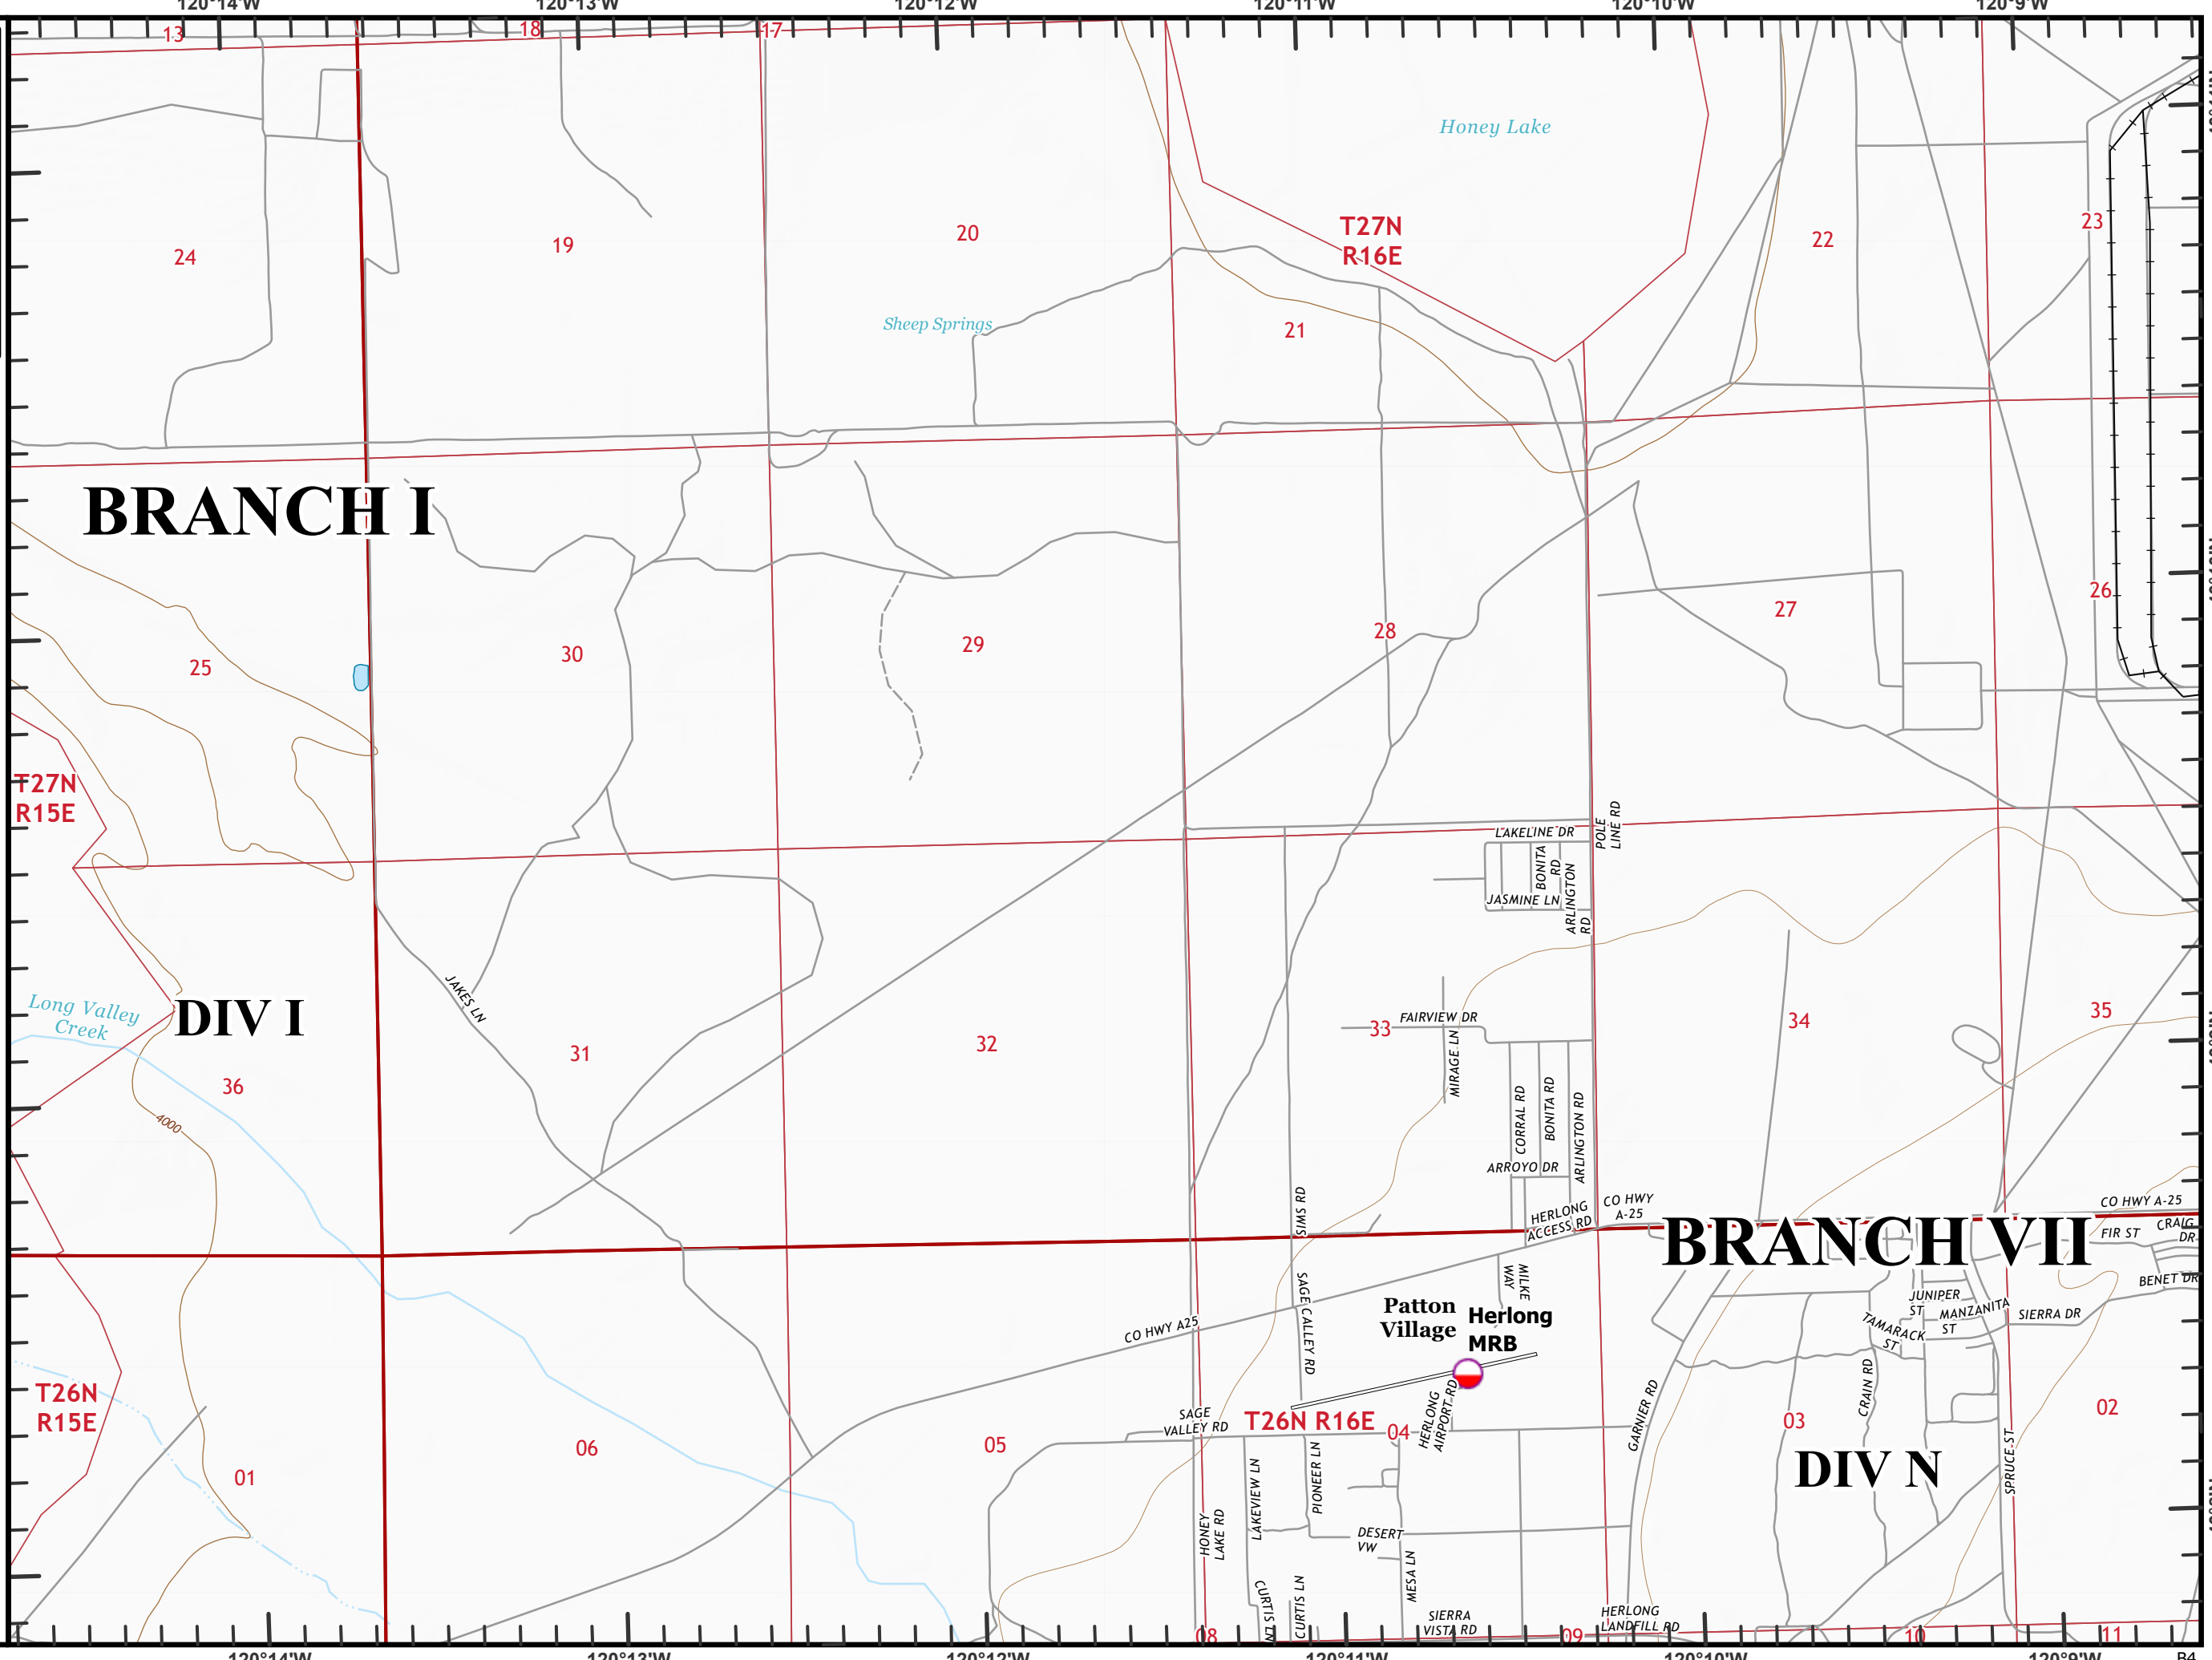 120°14'W
120°13'W
120°12'W
120°11'W
120°10'W
120°9'W
13
18
17
Honey Lake
T27N
R16E
24
19
20
22
23
Sheep Springs
21
BRANCH I
25
30
29
28
27
26
T27N
R15E
LAKELINE DR
POLE
LINE RD
BONITA
RD
JASMINE LN
ARLINGTON
RD
JAKES LN
Long Valley
Creek
DIV I
36
31
32
33
FAIRVIEW DR
MIRAGE LN
34
35
4000
CORRAL RD
BONITA RD
ARLINGTON RD
ARROYO DR
SWIS RD
HERLONG
ACCESS RD
CO HWY
A-25
CO HWY A-25
BRANCH VII
FIR ST
CRAIG
DR
BENET DR
MILKE
WAY
SAGE CALLEY RD
Patton
Village
Herlong
MRB
CO HWY A25
JUNIPER
ST
MANZANITA
ST
SIERRA DR
TAMARACK
ST
CRAIN RD
T26N
R15E
SAGE
VALLEY RD
T26N R16E
04
HERLONG
AIRPORT RD
GARNIER RD
03
02
01
06
05
DIV N
SPRUCE ST
LAKEVIEW LN
PIONEER LN
HONEY
LAKE RD
DESERT
VW
MESA LN
CURTIS LN
CURTIS LN
SIERRA
VISTA RD
HERLONG
LANDFILL RD
08
09
10
11
120°14'W
120°13'W
120°12'W
120°11'W
120°10'W
120°9'W
B4